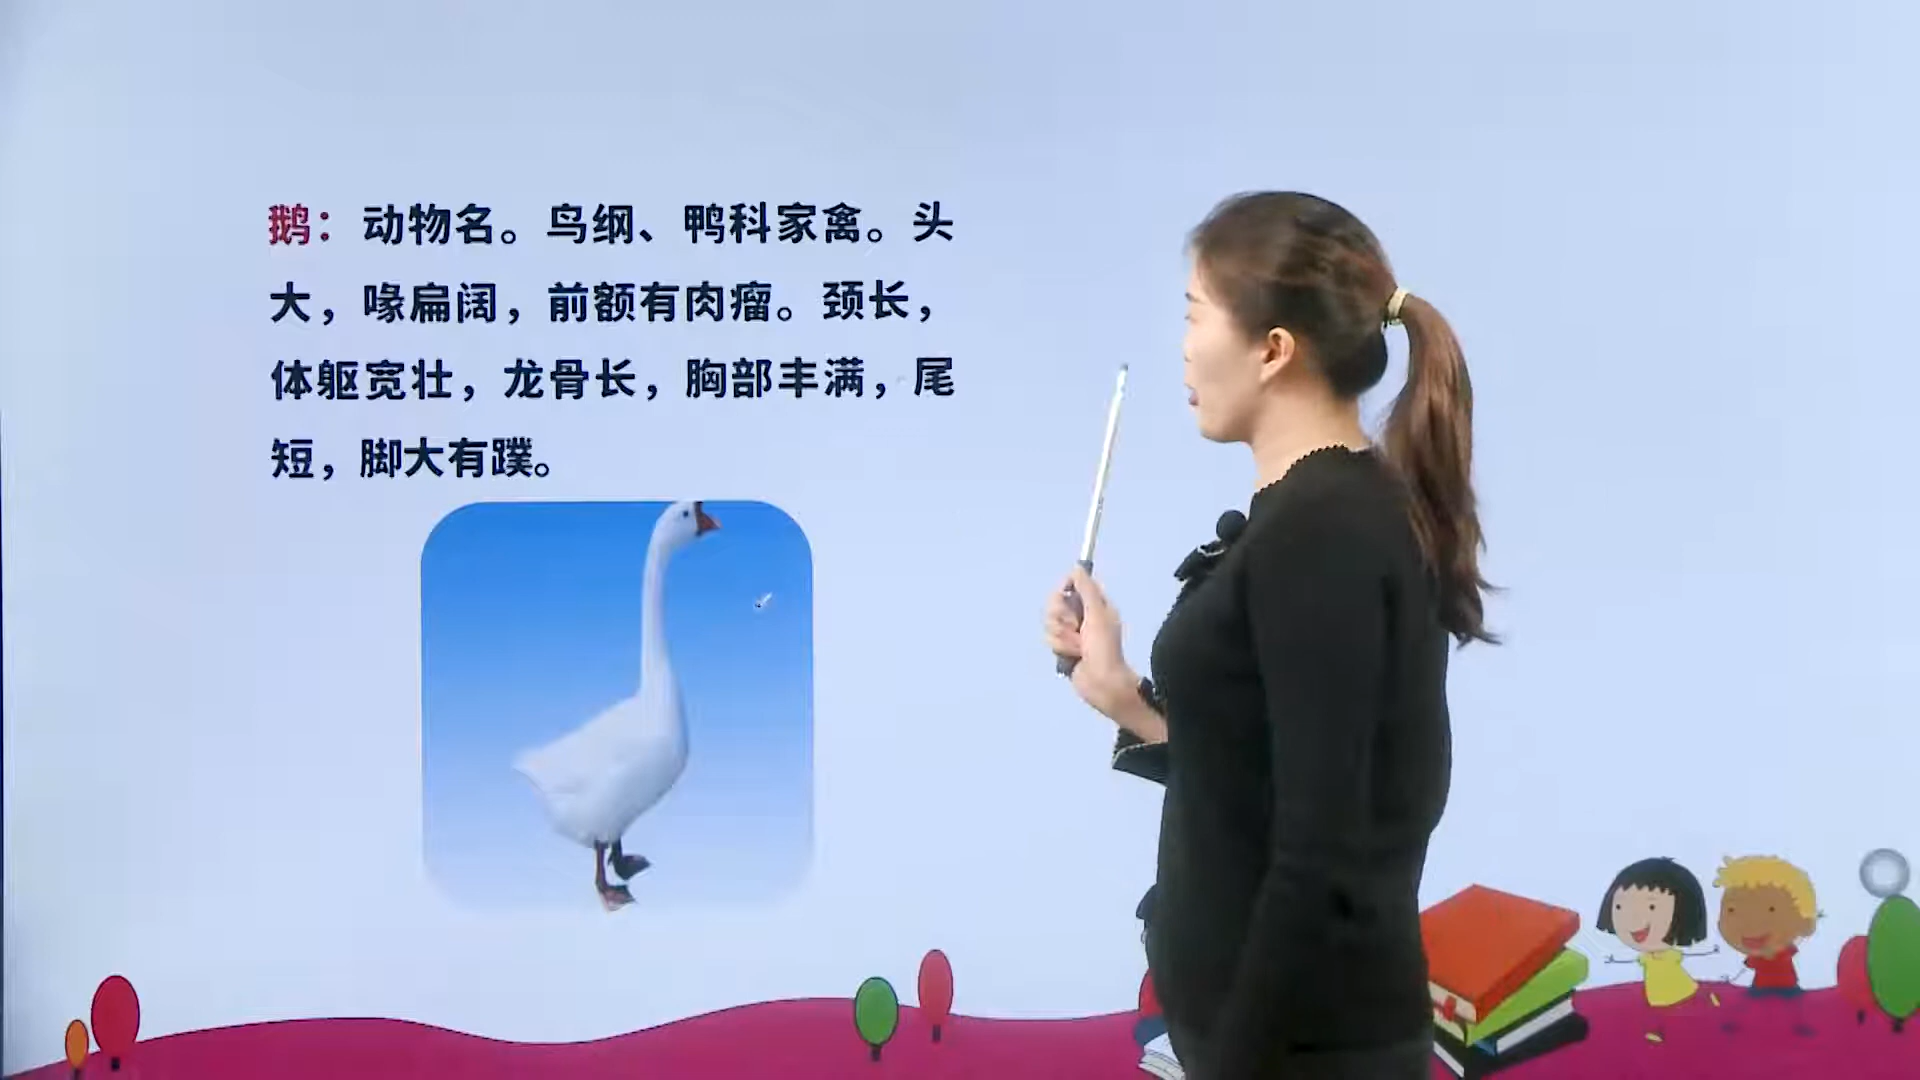 鹅：动物名。鸟纲、鸭科家禽。头
大，喙扁阔，前额有肉瘤。颈长，
体躯宽壮，龙骨长，胸部丰满，尾
短，脚大有蹼。